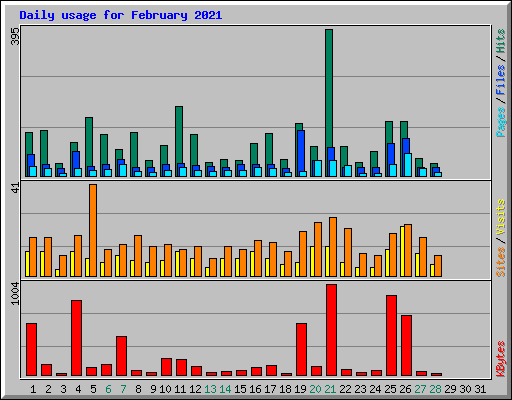 Daily usage for February 2021
395
Pages / Files / Hits
41
Sites / Visits
1004
KBytes
1 2 3 4 5 6 7 8 9 10 11 12 13 14 15 16 17 18 19 20 21 22 23 24 25 26 27 28 29 30 31